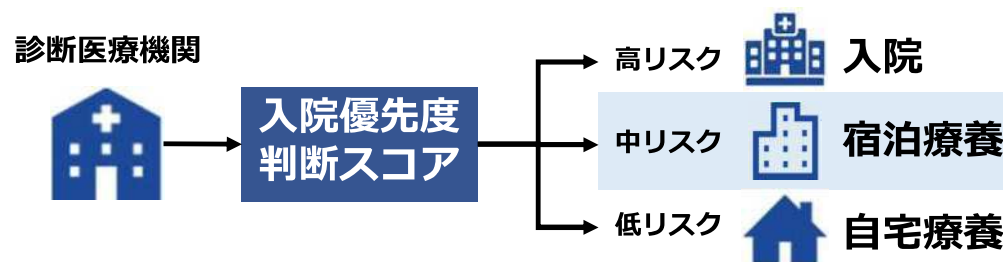 診断医療機関
入院優先度
判断スコア
高リスク
入院
中リスク
宿泊療養
低リスク
自宅療養